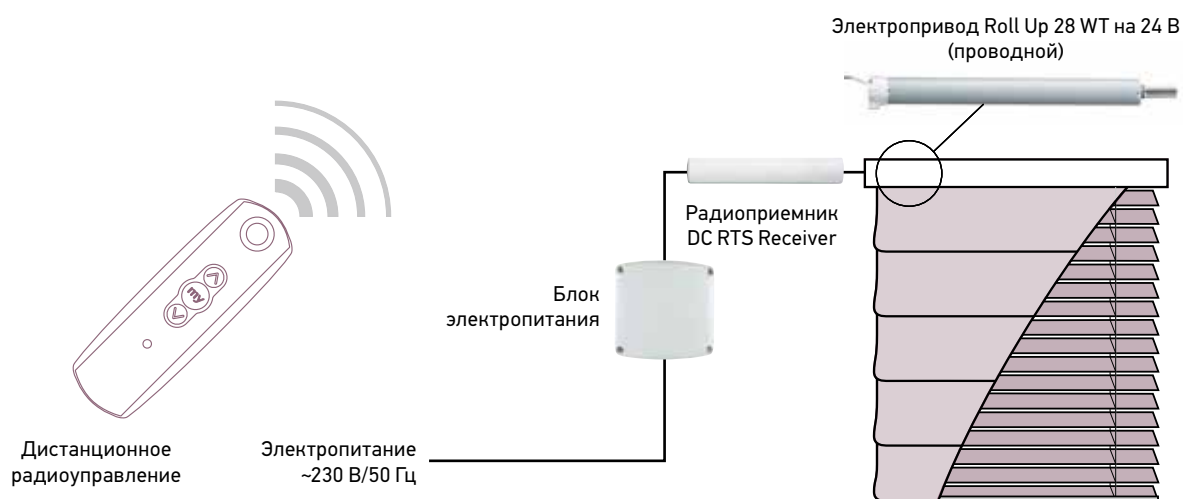 Электропривод Roll Up 28 WT на 24 В
(проводной)
Радиоприемник
DC RTS Receiver
Блок
электропитания
my
Дистанционное
радиоуправление
Электропитание
~230 В/50 Гц